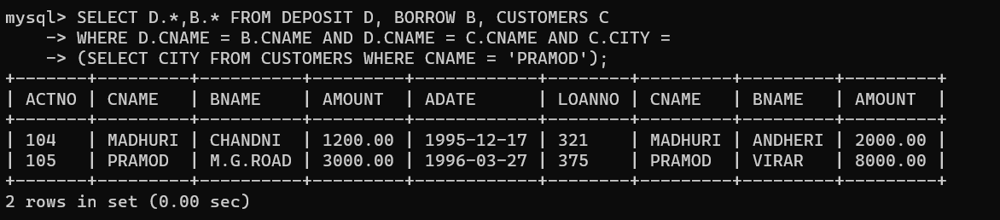 mysql> SELECT D.*,B.* FROM DEPOSIT D, BORROW B, CUSTOMERS C
    -> WHERE D.CNAME = B.CNAME AND D.CNAME = C.CNAME AND C.CITY =
    -> (SELECT CITY FROM CUSTOMERS WHERE CNAME = 'PRAMOD');
+-------+---------+----------+---------+------------+--------+---------+---------+---------+
| ACTNO | CNAME   | BNAME    | AMOUNT  | ADATE      | LOANNO | CNAME   | BNAME   | AMOUNT  |
+-------+---------+----------+---------+------------+--------+---------+---------+---------+
| 104   | MADHURI | CHANDNI  | 1200.00 | 1995-12-17 | 321    | MADHURI | ANDHERI | 2000.00 |
| 105   | PRAMOD  | M.G.ROAD | 3000.00 | 1996-03-27 | 375    | PRAMOD  | VIRAR   | 8000.00 |
+-------+---------+----------+---------+------------+--------+---------+---------+---------+
2 rows in set (0.00 sec)